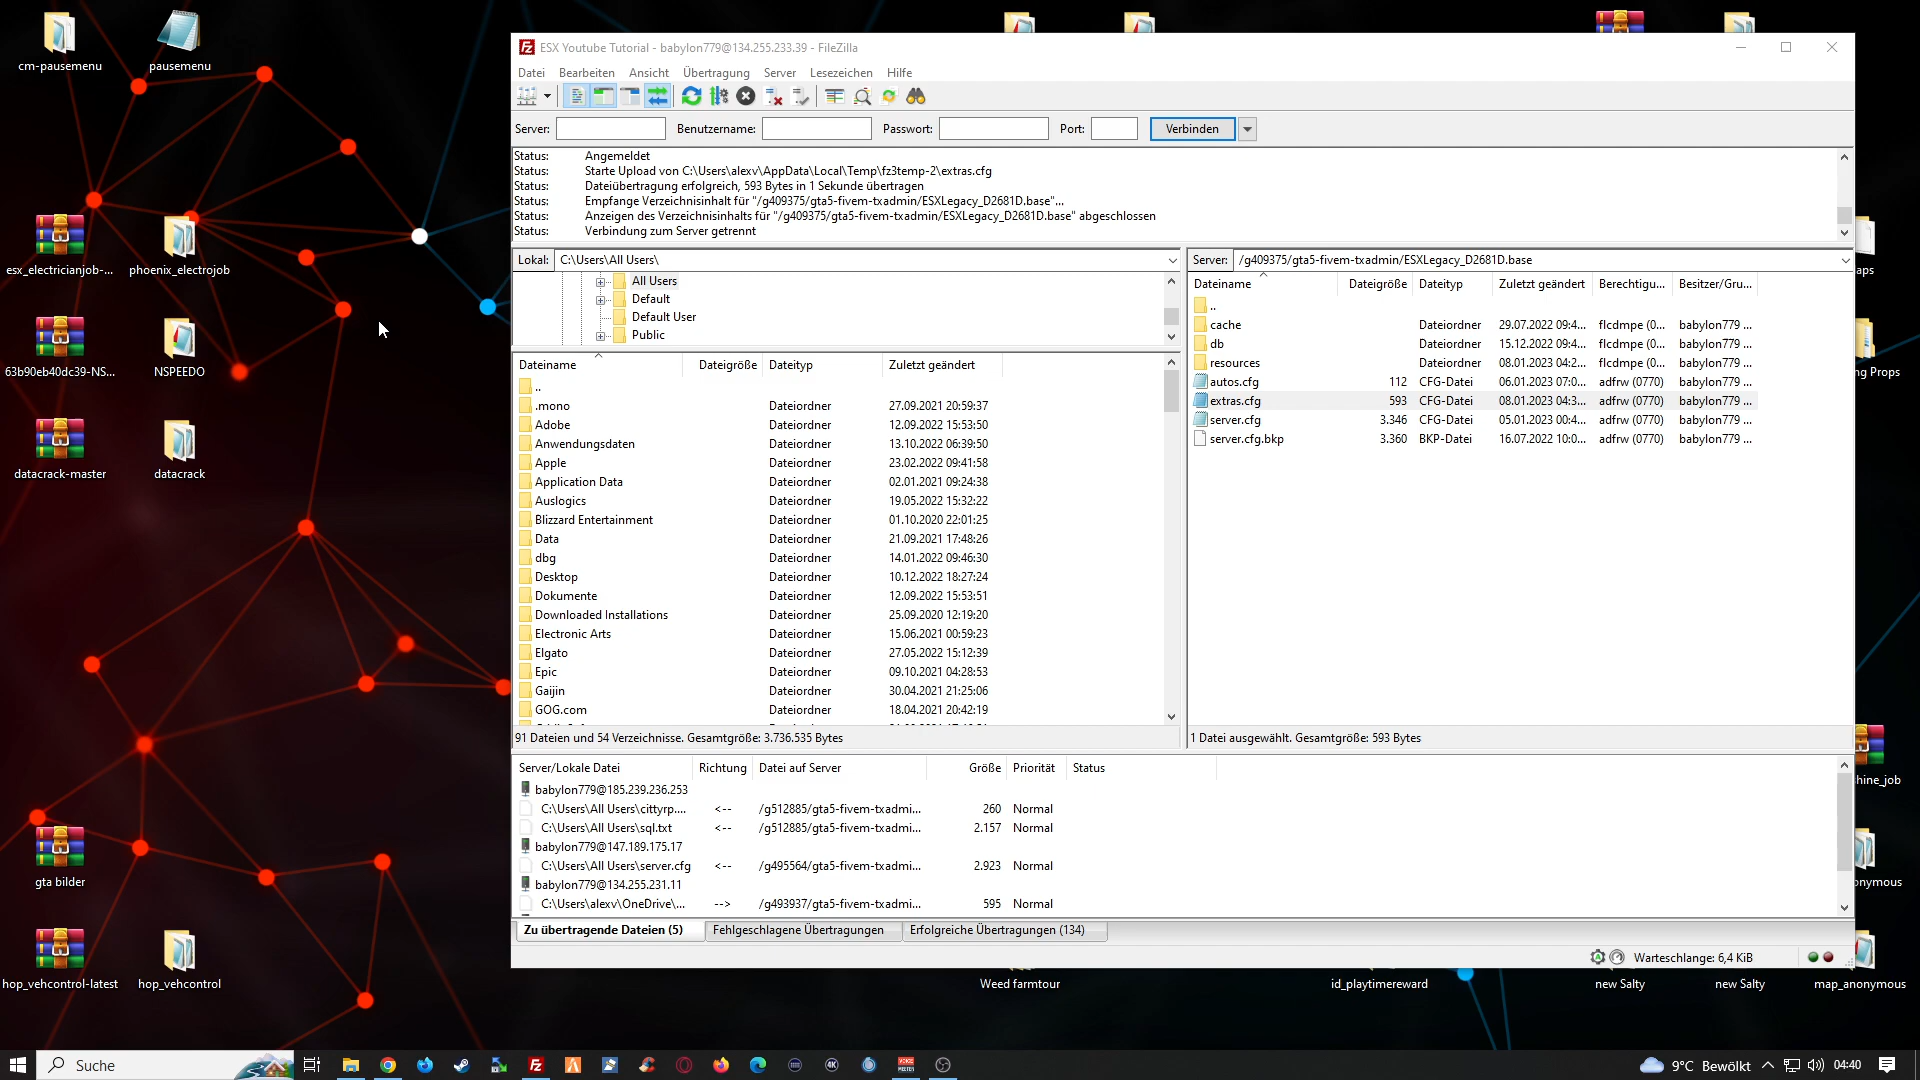 cm-pausemenu
pausemenu
esx_electricianjob-...
phoenix_electrojob
63b90eb40dc39-NS...
NSPEEDO
datacrack-master
datacrack
gta bilder
hop_vehcontrol-latest
hop_vehcontrol
ESX Youtube Tutorial - babylon779@134.255.233.39 - FileZilla
Datei Bearbeiten Ansicht Übertragung Server Lesezeichen Hilfe
Server: Benutzername: Passwort: Port: Verbinden
Status: Angemeldet
Status: Starte Upload von C:\Users\alexv\AppData\Local\Temp\fz3temp-2\extras.cfg
Status: Dateiübertragung erfolgreich, 593 Bytes in 1 Sekunde übertragen
Status: Empfange Verzeichnisinhalt für "/g409375/gta5-fivem-txadmin/ESXLegacy_D2681D.base"...
Status: Anzeigen des Verzeichnisinhalts für "/g409375/gta5-fivem-txadmin/ESXLegacy_D2681D.base" abgeschlossen
Status: Verbindung zum Server getrennt
Lokal: C:\Users\All Users\
All Users
Default
Default User
Public
Dateiname Dateigröße Dateityp Zuletzt geändert
..
.mono Dateiordner 27.09.2021 20:59:37
Adobe Dateiordner 12.09.2022 15:53:50
Anwendungsdaten Dateiordner 13.10.2022 06:39:50
Apple Dateiordner 23.02.2022 09:41:58
Application Data Dateiordner 02.01.2021 09:24:38
Auslogics Dateiordner 19.05.2022 15:32:22
Blizzard Entertainment Dateiordner 01.10.2020 22:01:25
Data Dateiordner 21.09.2021 17:48:26
dbg Dateiordner 14.01.2022 09:46:30
Desktop Dateiordner 10.12.2022 18:27:24
Dokumente Dateiordner 12.09.2022 15:53:51
Downloaded Installations Dateiordner 25.09.2020 12:19:20
Electronic Arts Dateiordner 15.06.2021 00:59:23
Elgato Dateiordner 27.05.2022 15:12:39
Epic Dateiordner 09.10.2021 04:28:53
Gaijin Dateiordner 30.04.2021 21:25:06
GOG.com Dateiordner 18.04.2021 20:42:19
91 Dateien und 54 Verzeichnisse. Gesamtgröße: 3.736.535 Bytes
Server: /g409375/gta5-fivem-txadmin/ESXLegacy_D2681D.base
Dateiname Dateigröße Dateityp Zuletzt geändert Berechtigu... Besitzer/Gru...
..
cache Dateiordner 29.07.2022 09:4... flcdmpe (0... babylon779 ...
db Dateiordner 15.12.2022 09:4... flcdmpe (0... babylon779 ...
resources Dateiordner 08.01.2023 04:2... flcdmpe (0... babylon779 ...
autos.cfg 112 CFG-Datei 06.01.2023 07:0... adfrw (0770) babylon779 ...
extras.cfg 593 CFG-Datei 08.01.2023 04:3... adfrw (0770) babylon779 ...
server.cfg 3.346 CFG-Datei 05.01.2023 00:4... adfrw (0770) babylon779 ...
server.cfg.bkp 3.360 BKP-Datei 16.07.2022 10:0... adfrw (0770) babylon779 ...
1 Datei ausgewählt. Gesamtgröße: 593 Bytes
Server/Lokale Datei Richtung Datei auf Server Größe Priorität Status
babylon779@185.239.236.253
C:\Users\All Users\cittyrp.... <-- /g512885/gta5-fivem-txadmi... 260 Normal
C:\Users\All Users\sql.txt <-- /g512885/gta5-fivem-txadmi... 2.157 Normal
babylon779@147.189.175.17
C:\Users\All Users\server.cfg <-- /g495564/gta5-fivem-txadmi... 2.923 Normal
babylon779@134.255.231.11
C:\Users\alexv\OneDrive\... --> /g493937/gta5-fivem-txadmi... 595 Normal
Zu übertragende Dateien (5) Fehlgeschlagene Übertragungen Erfolgreiche Übertragungen (134)
Warteschlange: 6,4 KiB
aps
ng Props
hine_job
onymous
Weed farmtour
id_playtimereward
new Salty
new Salty
map_anonymous
Suche
9°C Bewölkt
04:40